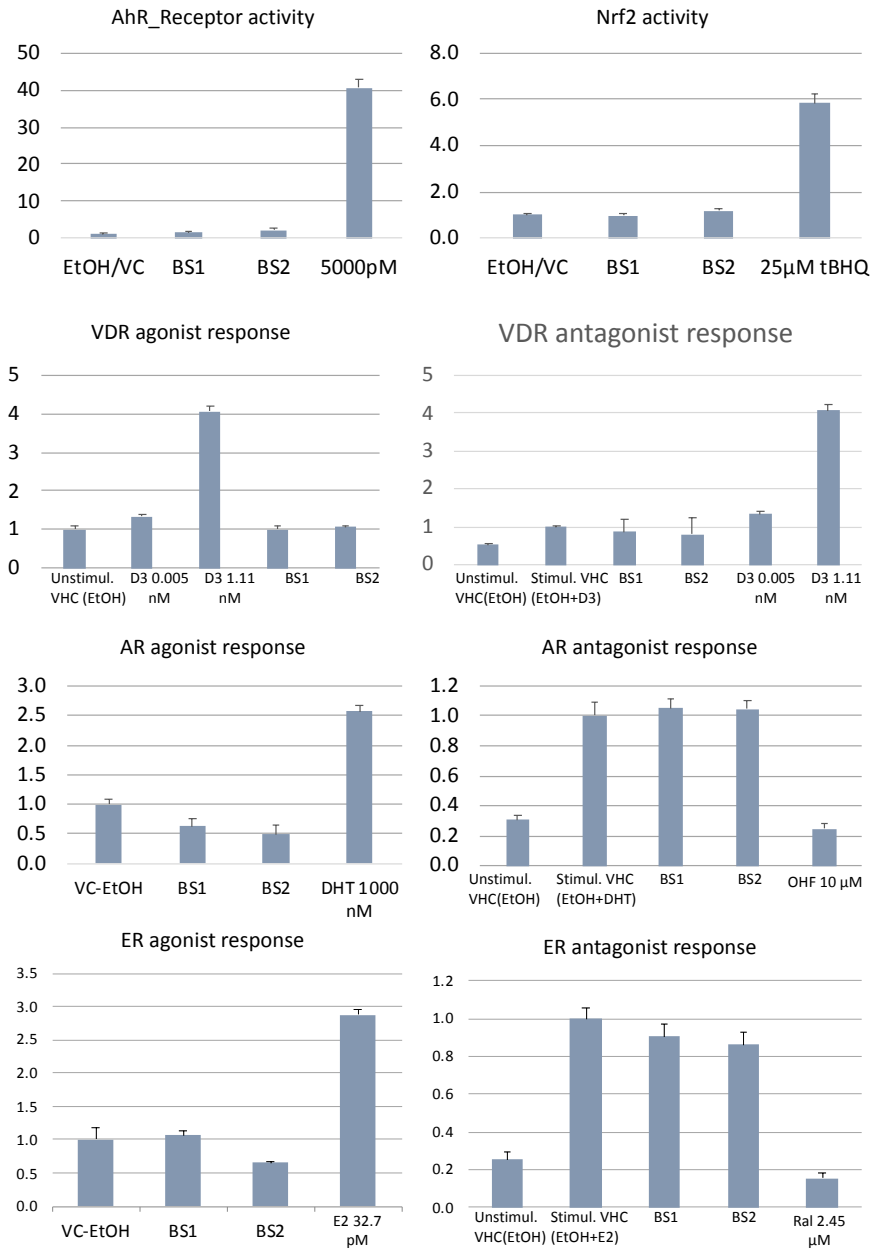 AhR_Receptor activity
50
40
30
20
10
0
EtOH/VC BS1 BS2 5000pM
Nrf2 activity
8.0
6.0
4.0
2.0
0.0
EtOH/VC BS1 BS2 25μM tBHQ
VDR agonist response
5
4
3
2
1
0
Unstimul. D3 0.005 D3 1.11 BS1 BS2
VHC (EtOH) nM nM
VDR antagonist response
5
4
3
2
1
0
Unstimul. Stimul. VHC BS1 BS2 D3 0.005 D3 1.11
VHC(EtOH) (EtOH+D3) nM nM
AR agonist response
3.0
2.5
2.0
1.5
1.0
0.5
0.0
VC-EtOH BS1 BS2 DHT 1000
nM
AR antagonist response
1.2
1.0
0.8
0.6
0.4
0.2
0.0
Unstimul. Stimul. VHC BS1 BS2 OHF 10 μM
VHC(EtOH) (EtOH+DHT)
ER agonist response
3.5
3.0
2.5
2.0
1.5
1.0
0.5
0.0
VC-EtOH BS1 BS2 E2 32.7
pM
ER antagonist response
1.2
1.0
0.8
0.6
0.4
0.2
0.0
Unstimul. Stimul. VHC BS1 BS2 Ral 2.45
VHC(EtOH) (EtOH+E2) μM